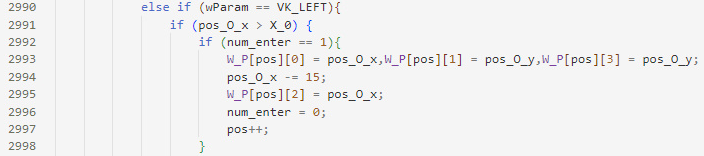 2990 else if (wParam == VK_LEFT){
2991 if (pos_O_x > X_0) {
2992 if (num_enter == 1){
2993 W_P[pos][0] = pos_O_x,W_P[pos][1] = pos_O_y,W_P[pos][3] = pos_O_y;
2994 pos_O_x -= 15;
2995 W_P[pos][2] = pos_O_x;
2996 num_enter = 0;
2997 pos++;
2998 }